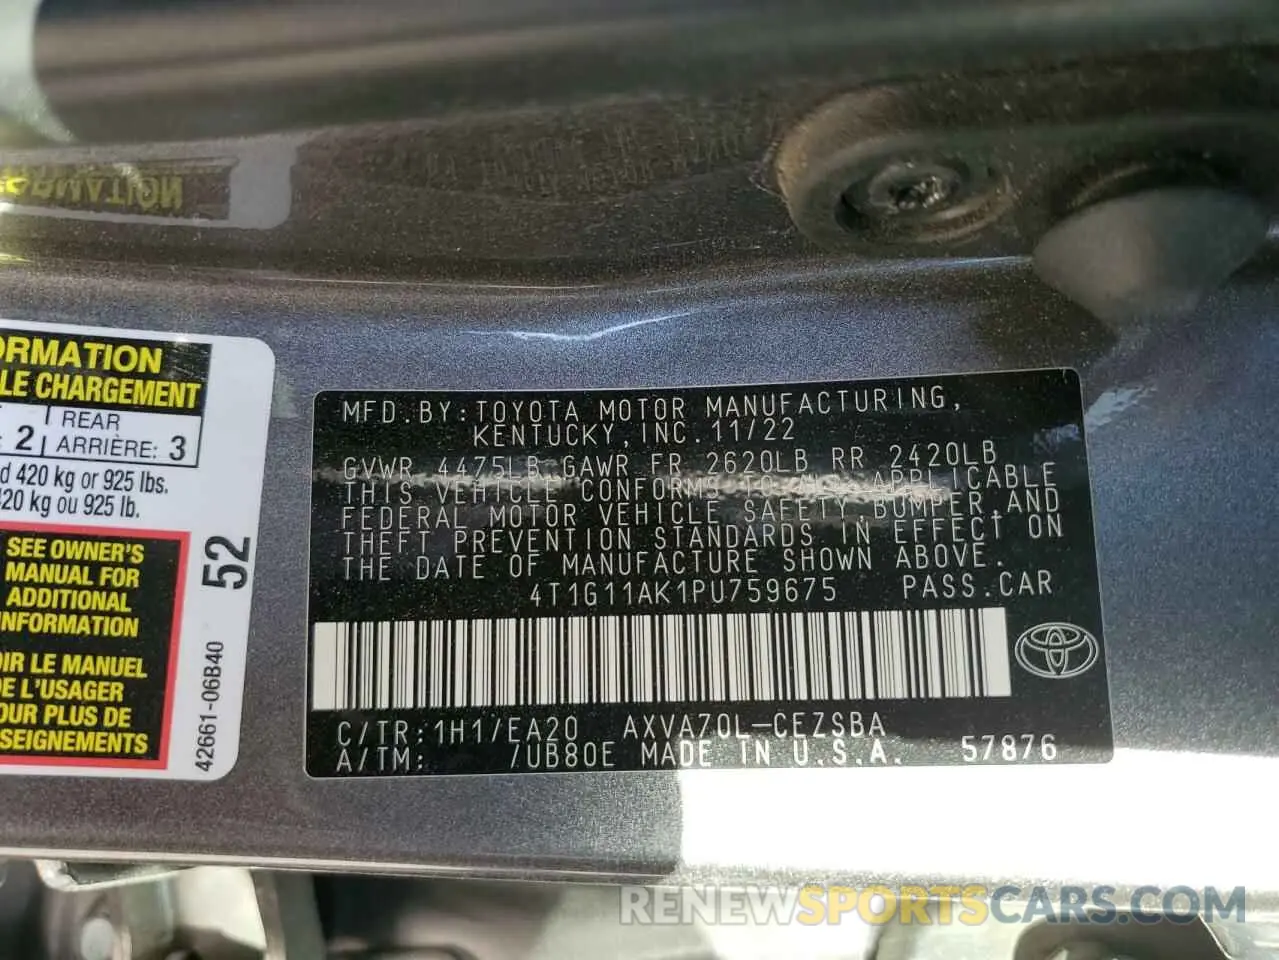 ORMATION
LE CHARGEMENT
: 2 REAR
ARRIÈRE: 3
d 420 kg or 925 lbs.
420 kg ou 925 lb.
SEE OWNER'S
MANUAL FOR
ADDITIONAL
INFORMATION
OIR LE MANUEL
DE L'USAGER
OUR PLUS DE
SEIGNEMENTS
52
42661-06B40
MFD.BY:TOYOTA MOTOR MANUFACTURING,
KENTUCKY,INC.11/22
GVWR 4475LB GAWR FR 2620LB RR 2420LB
THIS VEHICLE CONFORMS TO ALL APPLICABLE
FEDERAL MOTOR VEHICLE SAFETY,BUMPER,AND
THEFT PREVENTION STANDARDS IN EFFECT ON
THE DATE OF MANUFACTURE SHOWN ABOVE.
4T1G11AK1PU759675 PASS.CAR
C/TR:1H1/EA20 AXVA70L-CEZSBA
A/TM: /UB80E MADE IN U.S.A. 57876
RENEWSPORTSCARS.COM